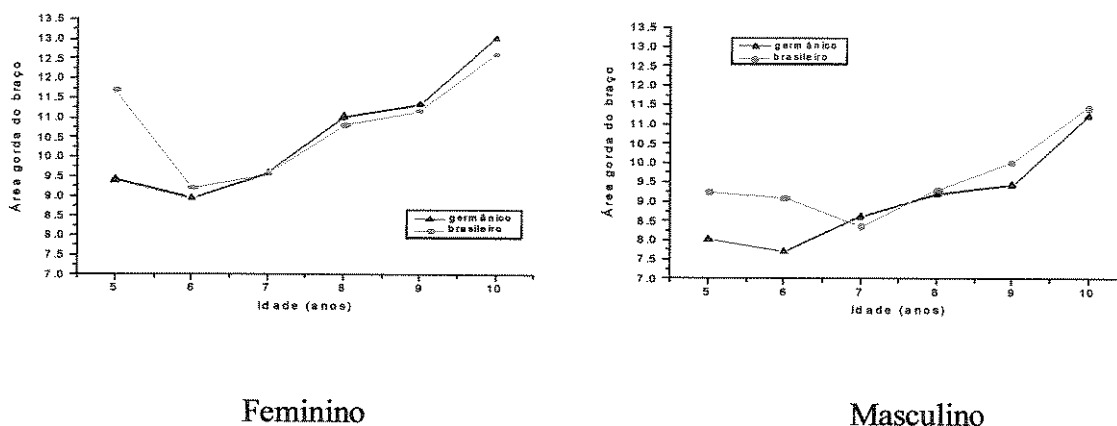 13.5
13.0
12.5
12.0
11.5
11.0
10.5
10.0
9.5
9.0
8.5
8.0
7.5
7.0
Área gorda do braço
germânico
brasileiro
5 6 7 8 9 10
Idade (anos)
Feminino
13.5
13.0
12.5
12.0
11.5
11.0
10.5
10.0
9.5
9.0
8.5
8.0
7.5
7.0
Área gorda do braço
germânico
brasileiro
5 6 7 8 9 10
Idade (anos)
Masculino